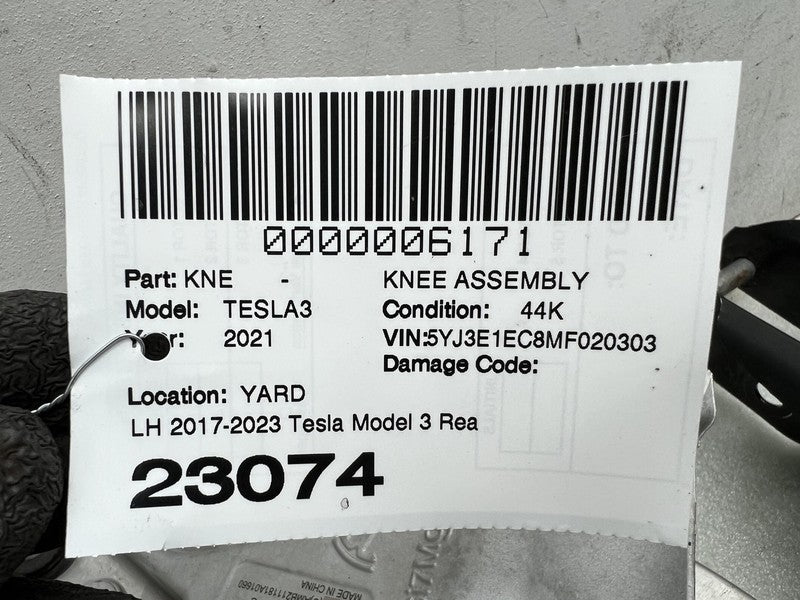 0000006171
Part: KNE - KNEE ASSEMBLY
Model: TESLA3 Condition: 44K
Year: 2021 VIN:5YJ3E1EC8MF020303
Damage Code:
Location: YARD
LH 2017-2023 Tesla Model 3 Rea
23074
MADE IN CHINA